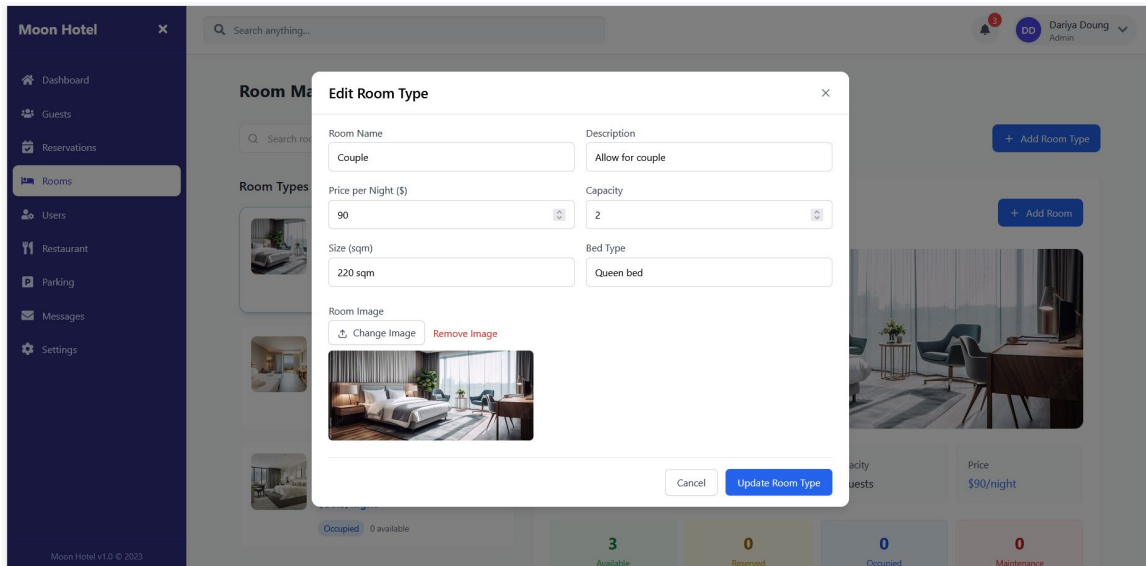 Moon Hotel
Search anything...
3
DD
Dariya Doung
Admin
Dashboard
Guests
Reservations
Rooms
Users
Restaurant
Parking
Messages
Settings
Moon Hotel v1.0 © 2023
Room Ma
Search roo
+ Add Room Type
Room Types
+ Add Room
Edit Room Type
Room Name
Description
Couple
Allow for couple
Price per Night ($)
Capacity
90
2
Size (sqm)
Bed Type
220 sqm
Queen bed
Room Image
Change Image
Remove Image
Cancel
Update Room Type
acity
Price
uests
$90/night
Occupied
0 available
3
0
0
0
Available
Reserved
Occupied
Maintenance